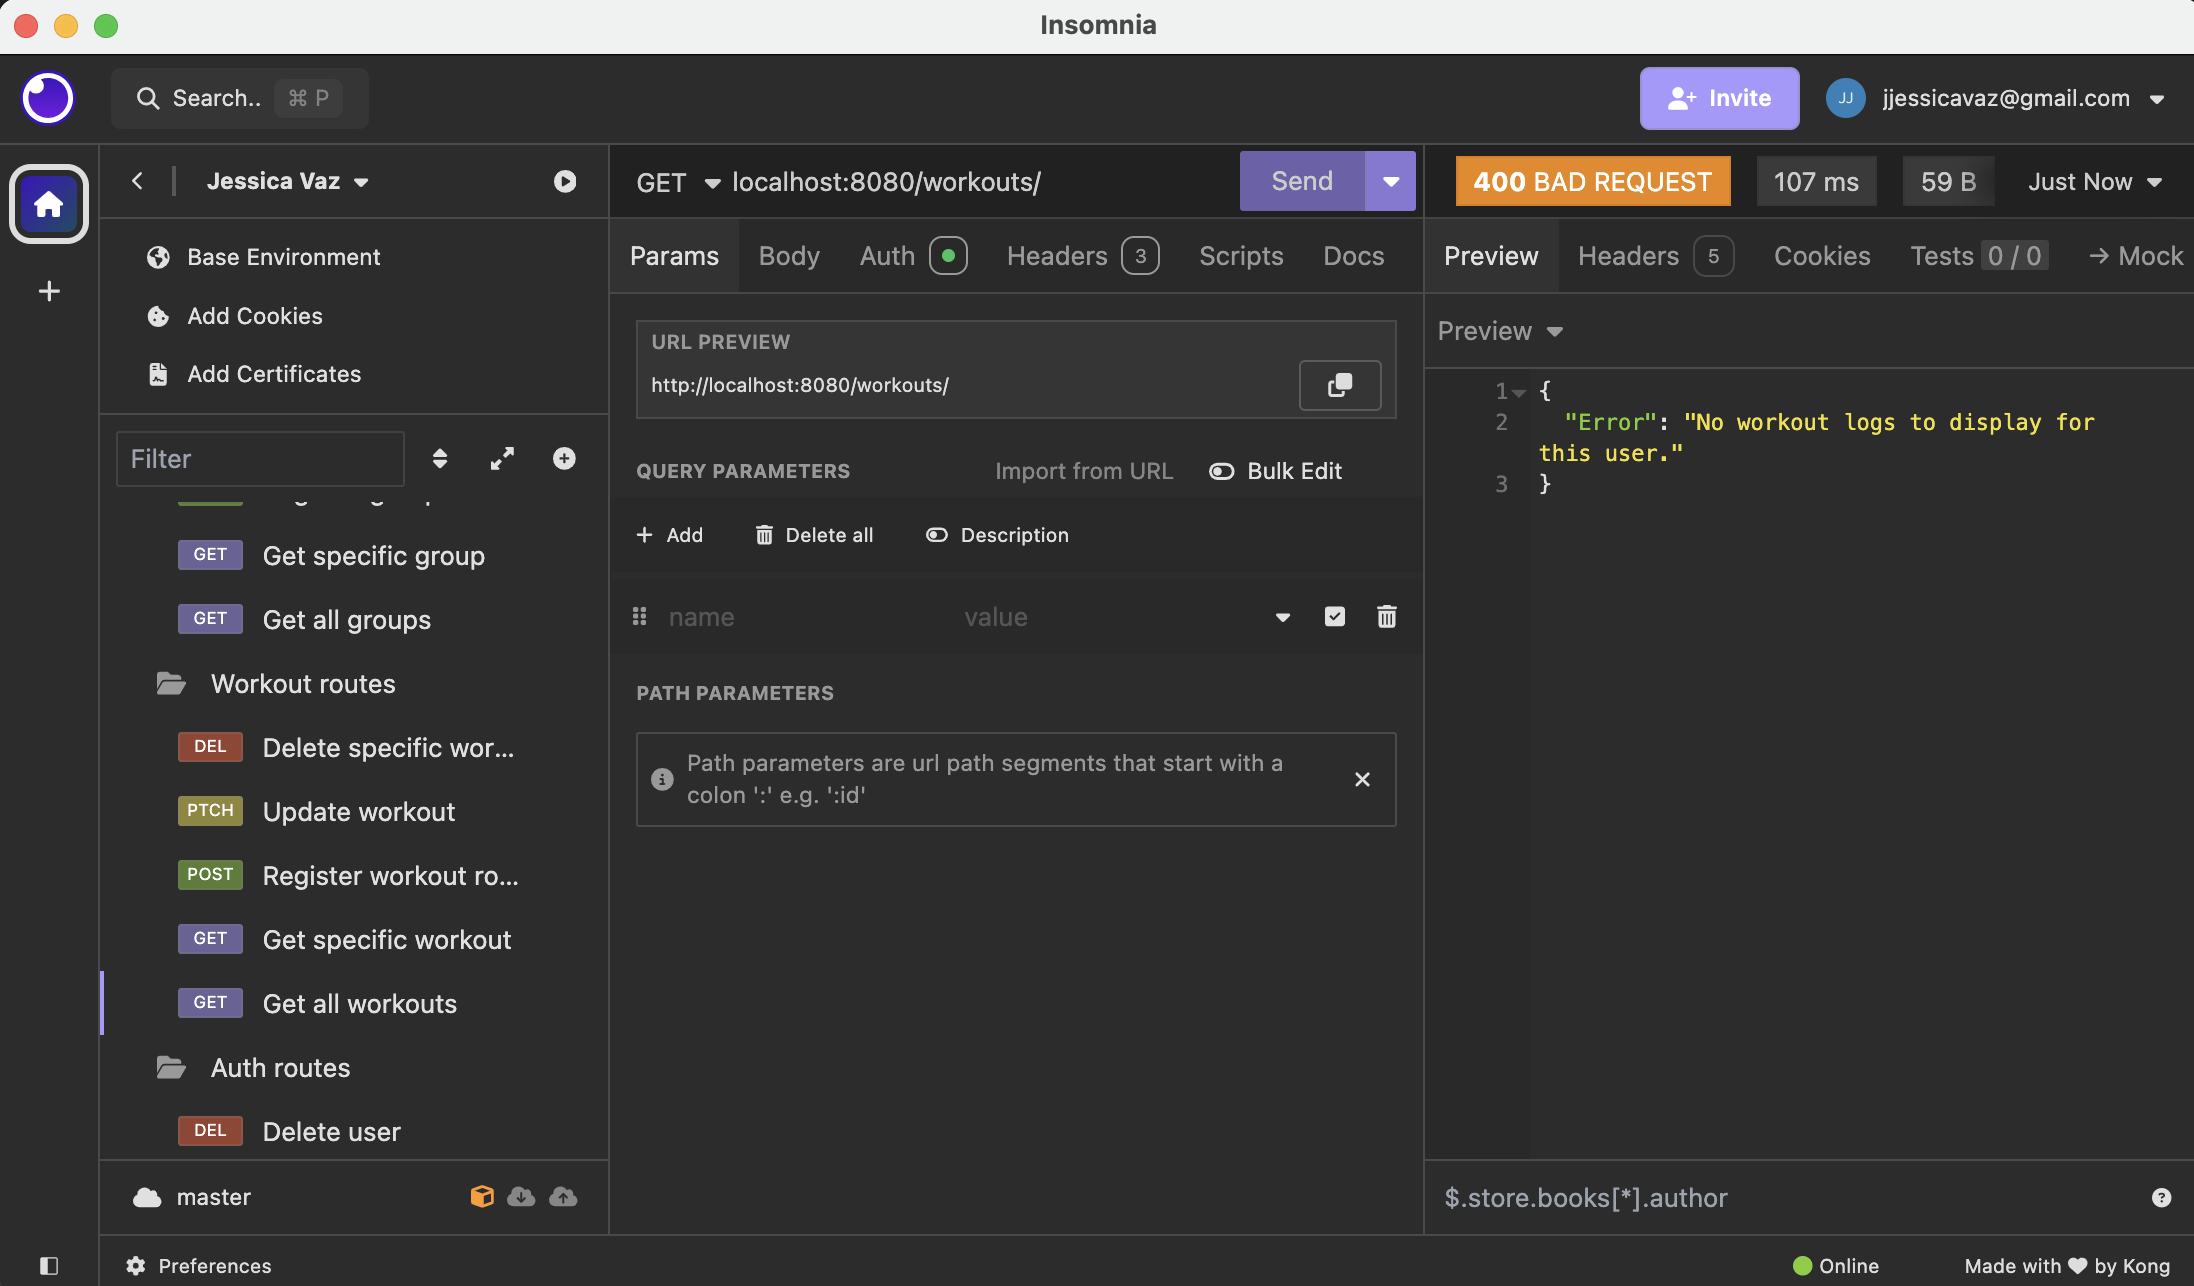 Insomnia
Search.. ⌘ P
Invite
JJ jjessicavaz@gmail.com
Jessica Vaz
Base Environment
Add Cookies
Add Certificates
Filter
GET Get specific group
GET Get all groups
Workout routes
DEL Delete specific wor...
PTCH Update workout
POST Register workout ro...
GET Get specific workout
GET Get all workouts
Auth routes
DEL Delete user
master
Preferences
GET localhost:8080/workouts/
Send
Params Body Auth Headers 3 Scripts Docs
URL PREVIEW
http://localhost:8080/workouts/
QUERY PARAMETERS Import from URL Bulk Edit
+ Add Delete all Description
name value
PATH PARAMETERS
Path parameters are url path segments that start with a
colon ':' e.g. ':id'
400 BAD REQUEST 107 ms 59 B Just Now
Preview Headers 5 Cookies Tests 0 / 0 → Mock
Preview
1 {
2 "Error": "No workout logs to display for
this user."
3 }
$.store.books[*].author
Online
Made with ♥ by Kong